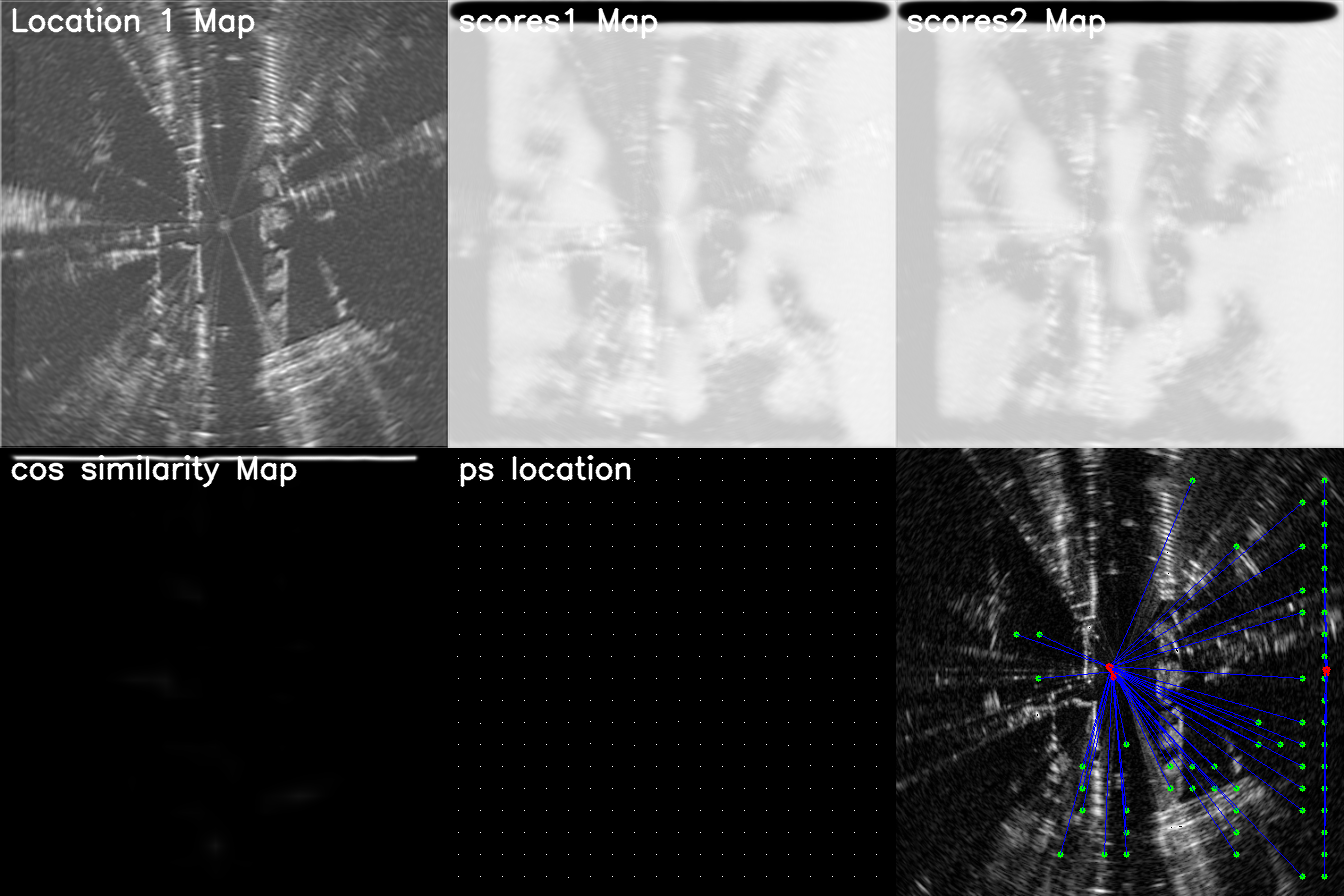 Location 1 Map
scores1 Map
scores2 Map
cos similarity Map
ps location